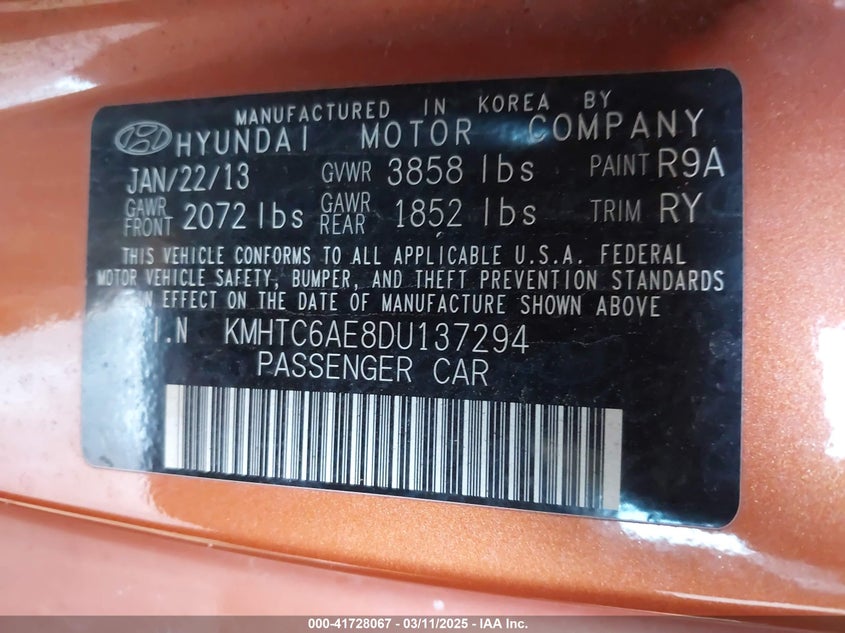 MANUFACTURED IN KOREA BY
HYUNDAI MOTOR COMPANY
JAN/22/13 GVWR 3858 lbs PAINT R9A
GAWR FRONT 2072 lbs GAWR REAR 1852 lbs TRIM RY
THIS VEHICLE CONFORMS TO ALL APPLICABLE U.S.A. FEDERAL
MOTOR VEHICLE SAFETY, BUMPER, AND THEFT PREVENTION STANDARDS
IN EFFECT ON THE DATE OF MANUFACTURE SHOWN ABOVE
.I.N KMHTC6AE8DU137294
PASSENGER CAR
000-41728067 - 03/11/2025 - IAA Inc.